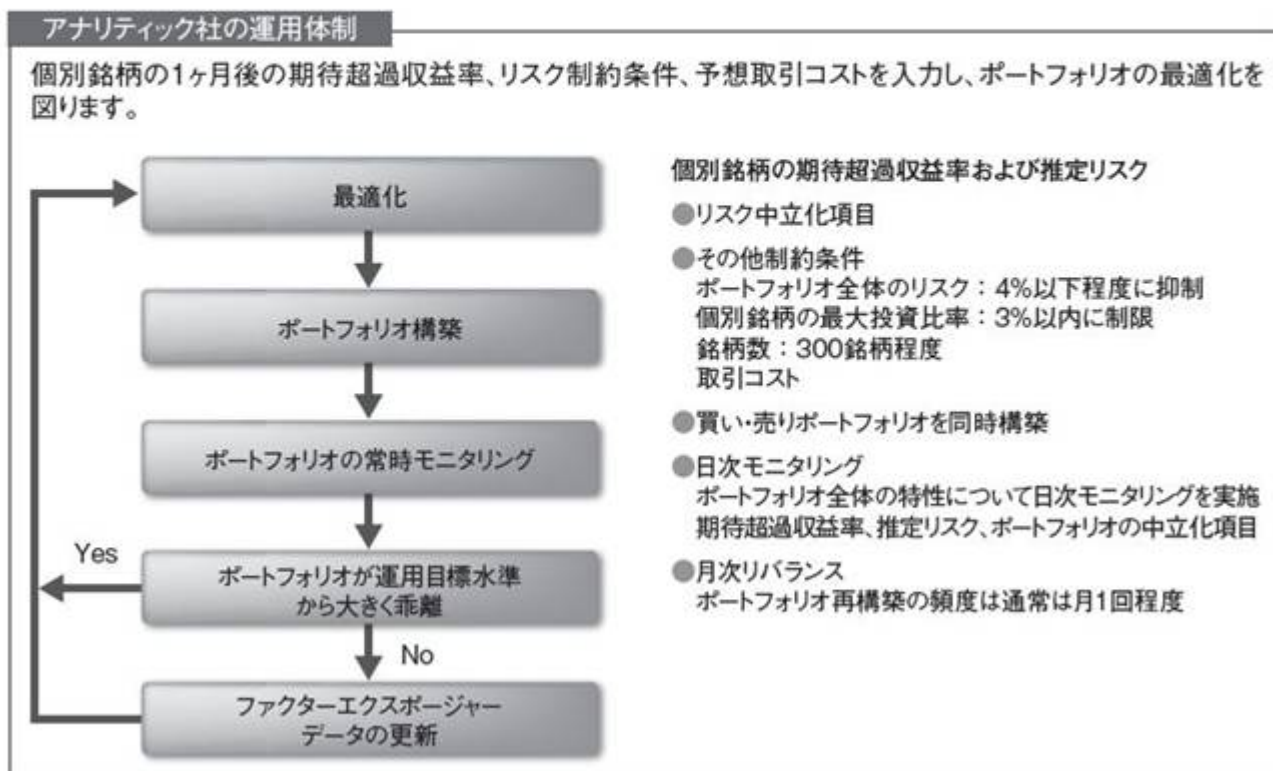 アナリティック社の運用体制
個別銘柄の1ヶ月後の期待超過収益率、リスク制約条件、予想取引コストを入力し、ポートフォリオの最適化を
図ります。
最適化
ポートフォリオ構築
ポートフォリオの常時モニタリング
Yes
ポートフォリオが運用目標水準
から大きく乖離
No
ファクターエクスポージャー
データの更新
個別銘柄の期待超過収益率および推定リスク
●リスク中立化項目
●その他制約条件
ポートフォリオ全体のリスク：4%以下程度に抑制
個別銘柄の最大投資比率：3%以内に制限
銘柄数：300銘柄程度
取引コスト
●買い・売りポートフォリオを同時構築
●日次モニタリング
ポートフォリオ全体の特性について日次モニタリングを実施
期待超過収益率、推定リスク、ポートフォリオの中立化項目
●月次リバランス
ポートフォリオ再構築の頻度は通常は月1回程度